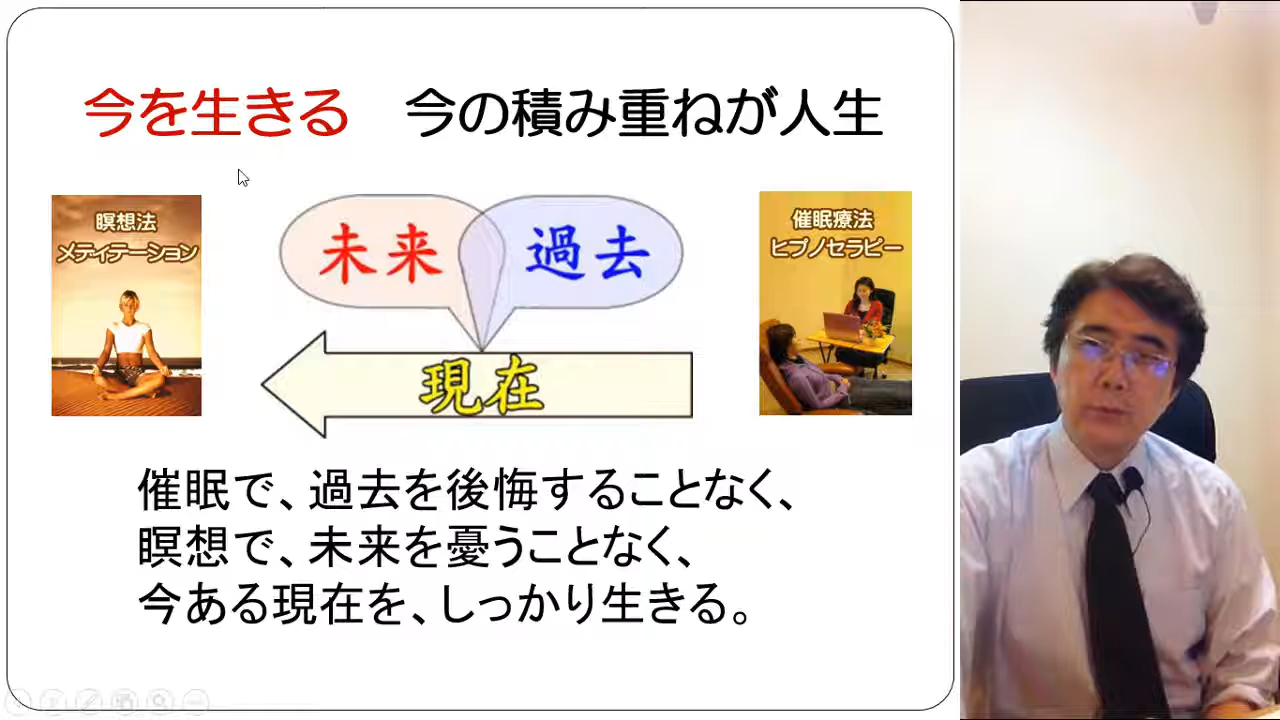 今を生きる　今の積み重ねが人生
瞑想法
メディテーション
未来
過去
現在
催眠療法
ヒプノセラピー
催眠で、過去を後悔することなく、
瞑想で、未来を憂うことなく、
今ある現在を、しっかり生きる。